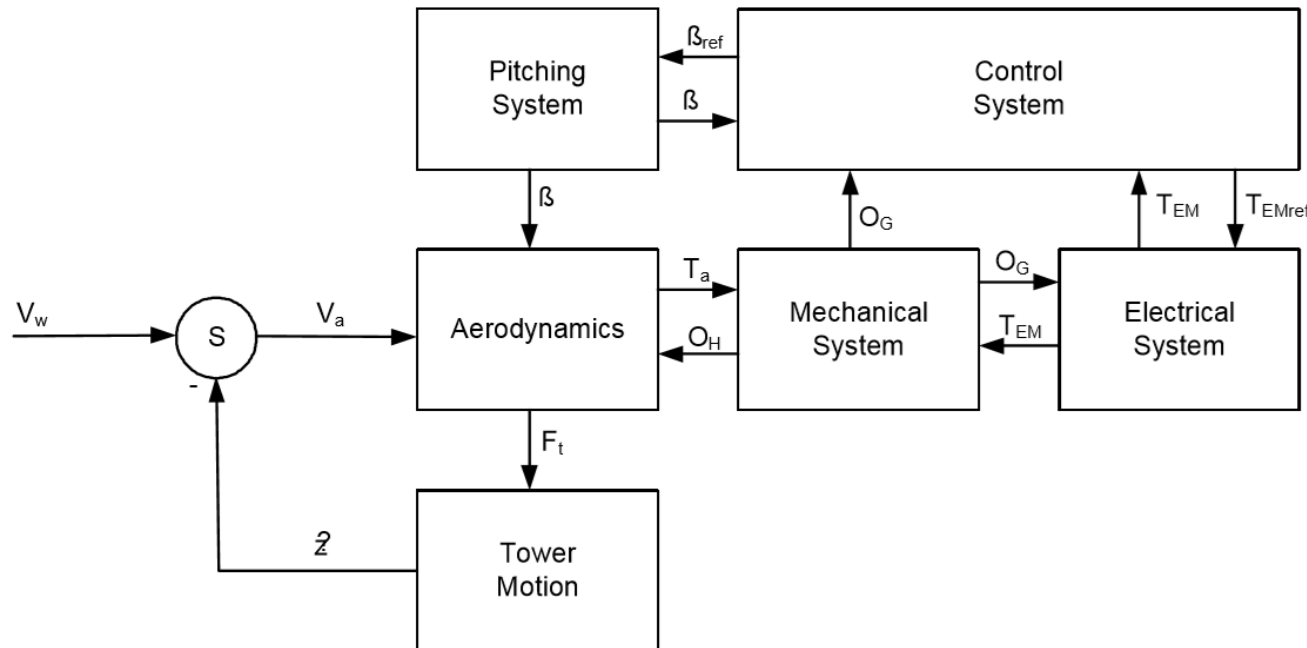 ßref
Pitching
System
Control
System
ß
ß
OG
TEM
TEMref
Vw
S
Va
-
Aerodynamics
Ta
OH
Mechanical
System
OG
TEM
Electrical
System
Ft
Tower
Motion